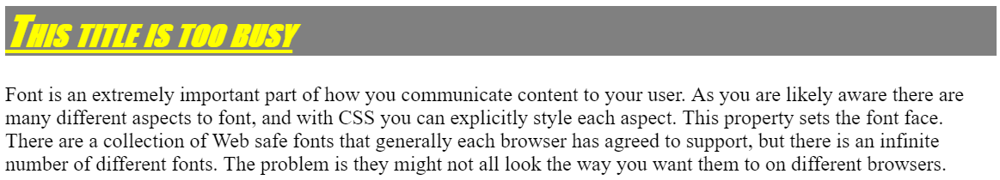 This title is too busy
Font is an extremely important part of how you communicate content to your user. As you are likely aware there are
many different aspects to font, and with CSS you can explicitly style each aspect. This property sets the font face.
There are a collection of Web safe fonts that generally each browser has agreed to support, but there is an infinite
number of different fonts. The problem is they might not all look the way you want them to on different browsers.